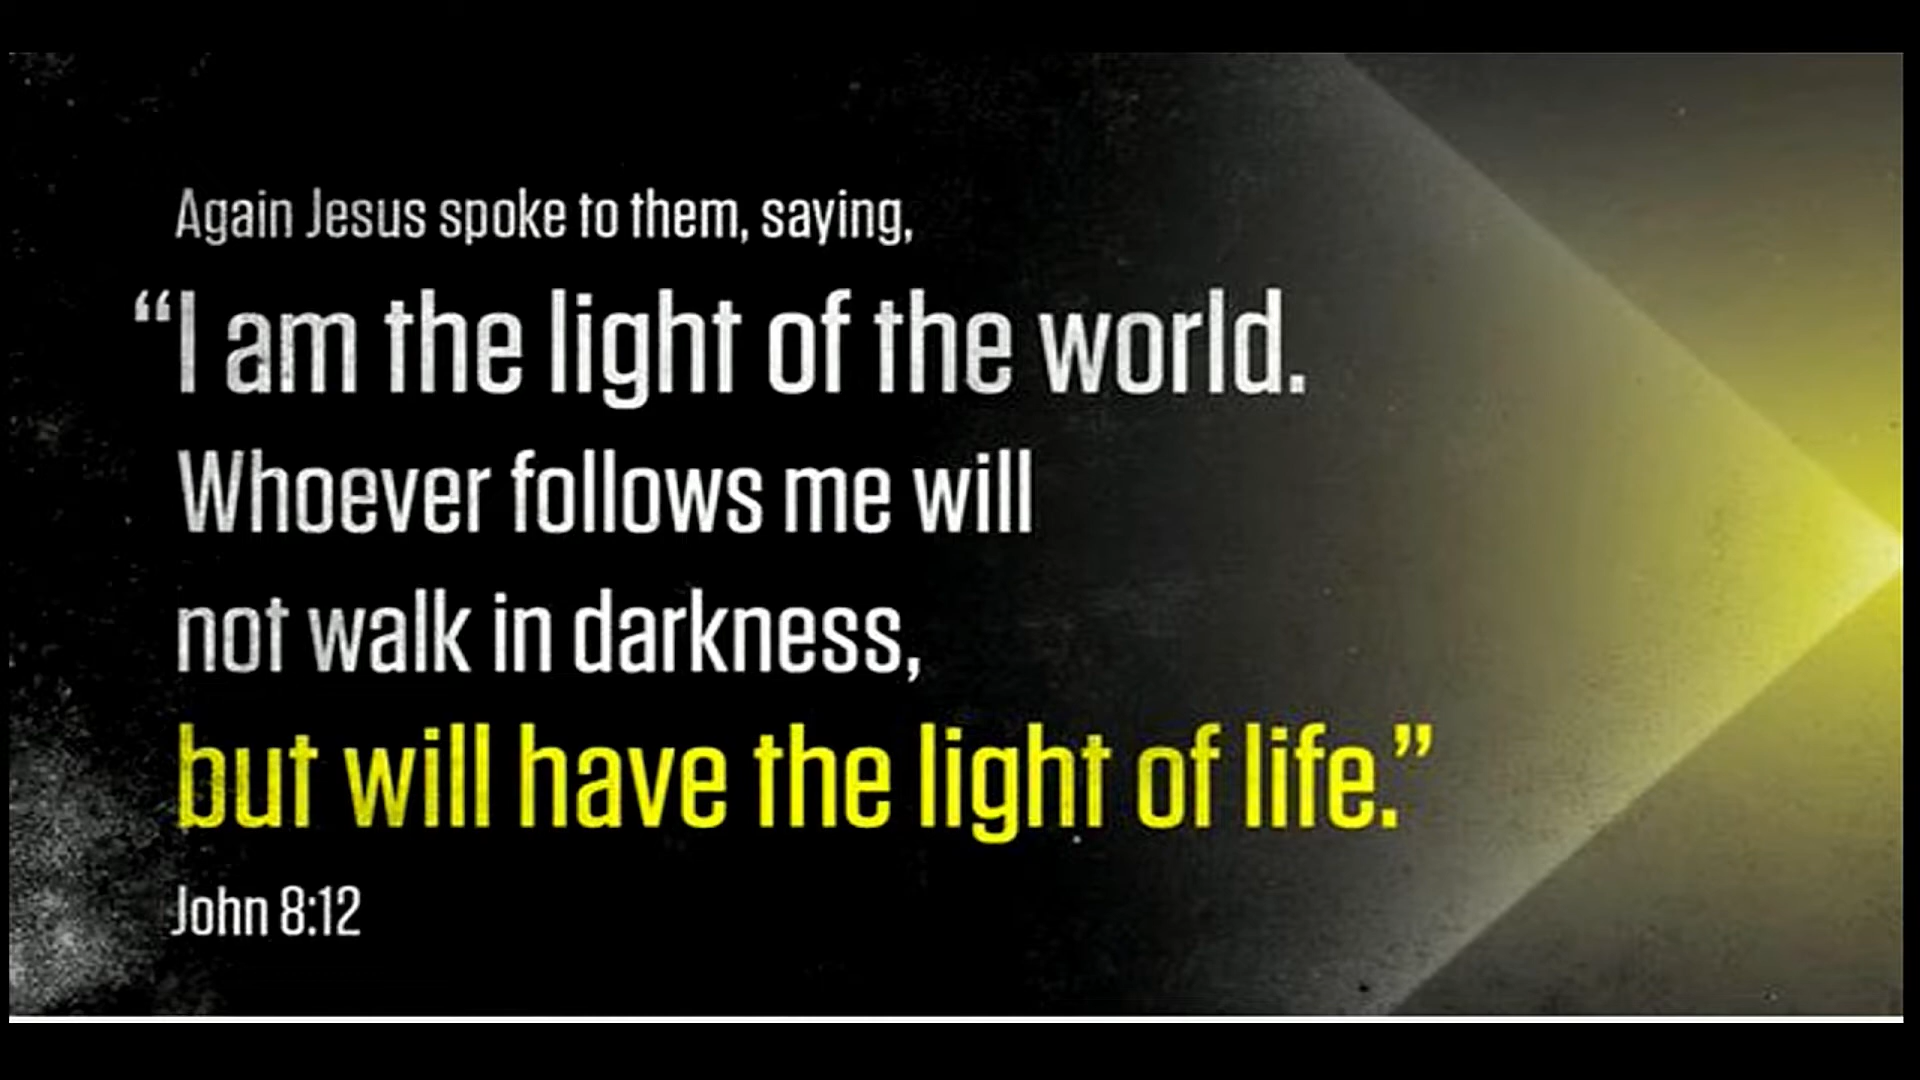 Again Jesus spoke to them, saying,
“I am the light of the world.
Whoever follows me will
not walk in darkness,
but will have the light of life.”
John 8:12